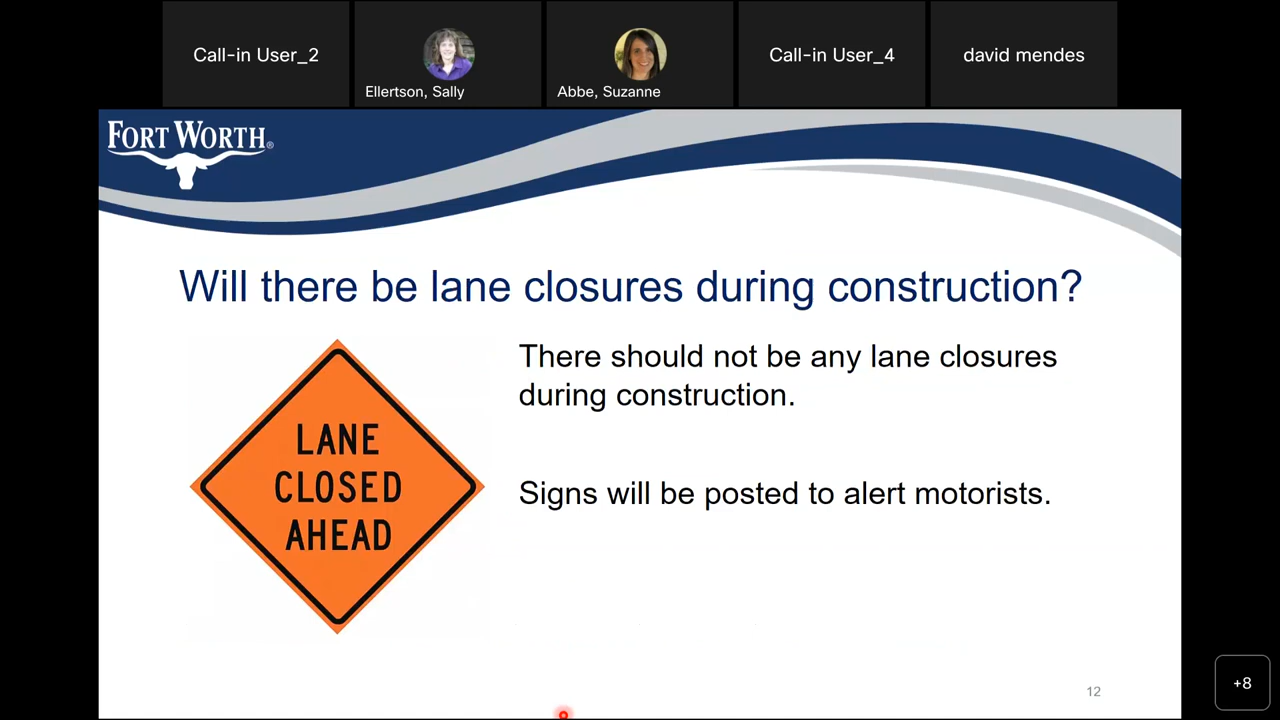 Call-in User_2
Ellertson, Sally
Abbe, Suzanne
Call-in User_4
david mendes
FORT WORTH®
Will there be lane closures during construction?
There should not be any lane closures
during construction.
LANE
CLOSED
AHEAD
Signs will be posted to alert motorists.
12
+8